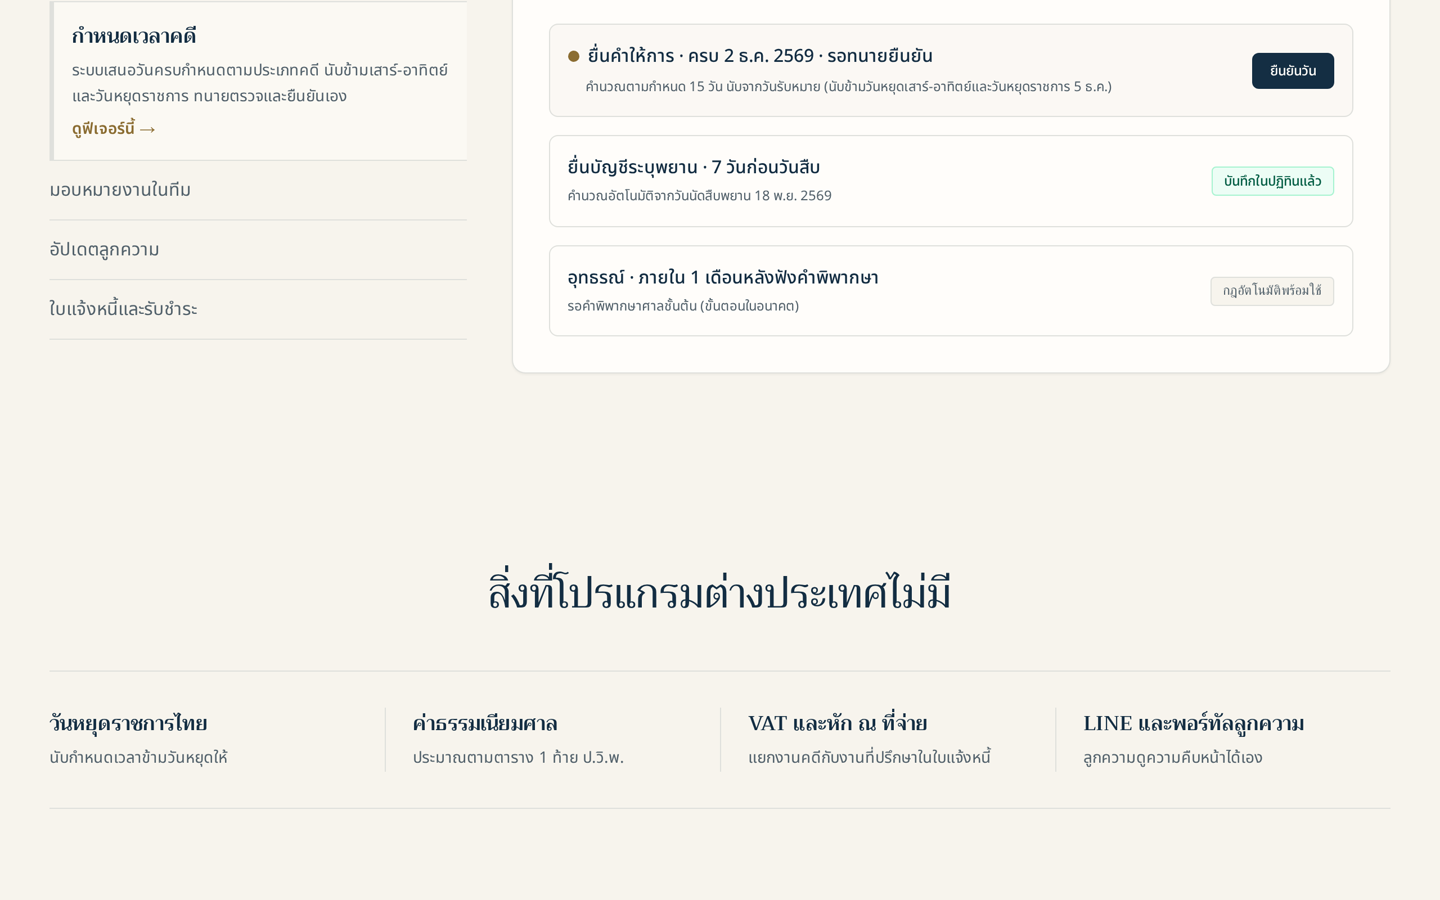 กำหนดเวลาคดี
ระบบเสนอวันครบกำหนดตามประเภทคดี นับข้ามเสาร์-อาทิตย์
และวันหยุดราชการ ทนายตรวจและยืนยันเอง
ดูฟีเจอร์นี้ →
มอบหมายงานในทีม
อัปเดตลูกความ
ใบแจ้งหนี้และรับชำระ
ยื่นคำให้การ · ครบ 2 ธ.ค. 2569 · รอทนายยืนยัน
คำนวณตามกำหนด 15 วัน นับจากวันรับหมาย (นับข้ามวันหยุดเสาร์-อาทิตย์และวันหยุดราชการ 5 ธ.ค.)
ยืนยันวัน
ยื่นบัญชีระบุพยาน · 7 วันก่อนวันสืบ
คำนวณอัตโนมัติจากวันนัดสืบพยาน 18 พ.ย. 2569
บันทึกในปฏิทินแล้ว
อุทธรณ์ · ภายใน 1 เดือนหลังฟังคำพิพากษา
รอคำพิพากษาศาลชั้นต้น (ขั้นตอนในอนาคต)
กฎอัตโนมัติพร้อมใช้
สิ่งที่โปรแกรมต่างประเทศไม่มี
วันหยุดราชการไทย
นับกำหนดเวลาข้ามวันหยุดให้
ค่าธรรมเนียมศาล
ประมาณตามตาราง 1 ท้าย ป.วิ.พ.
VAT และหัก ณ ที่จ่าย
แยกงานคดีกับงานที่ปรึกษาในใบแจ้งหนี้
LINE และพอร์ทัลลูกความ
ลูกความดูความคืบหน้าได้เอง